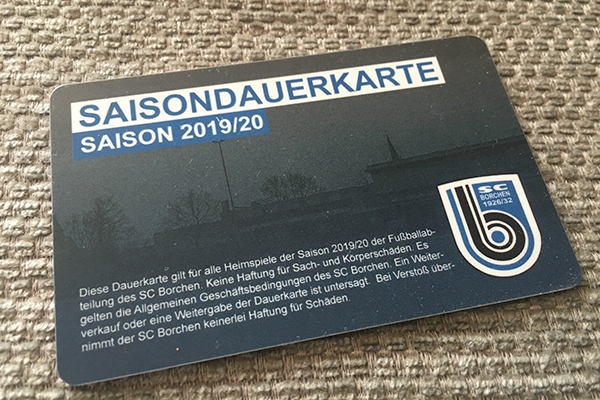 SAISONDAUERKARTE
SAISON 2019/20
SC
BORCHEN
1926/32
Diese Dauerkarte gilt für alle Heimspiele der Saison 2019/20 der Fußballab-
teilung des SC Borchen. Keine Haftung für Sach- und Körperschäden. Es
gelten die Allgemeinen Geschäftsbedingungen des SC Borchen. Ein Weiter-
verkauf oder eine Weitergabe der Dauerkarte ist untersagt. Bei Verstoß über-
nimmt der SC Borchen keinerlei Haftung für Schäden.